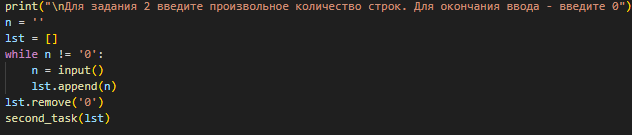 print("\nДля задания 2 введите произвольное количество строк. Для окончания ввода - введите 0")
n = ''
lst = []
while n != '0':
    n = input()
    lst.append(n)
lst.remove('0')
second_task(lst)